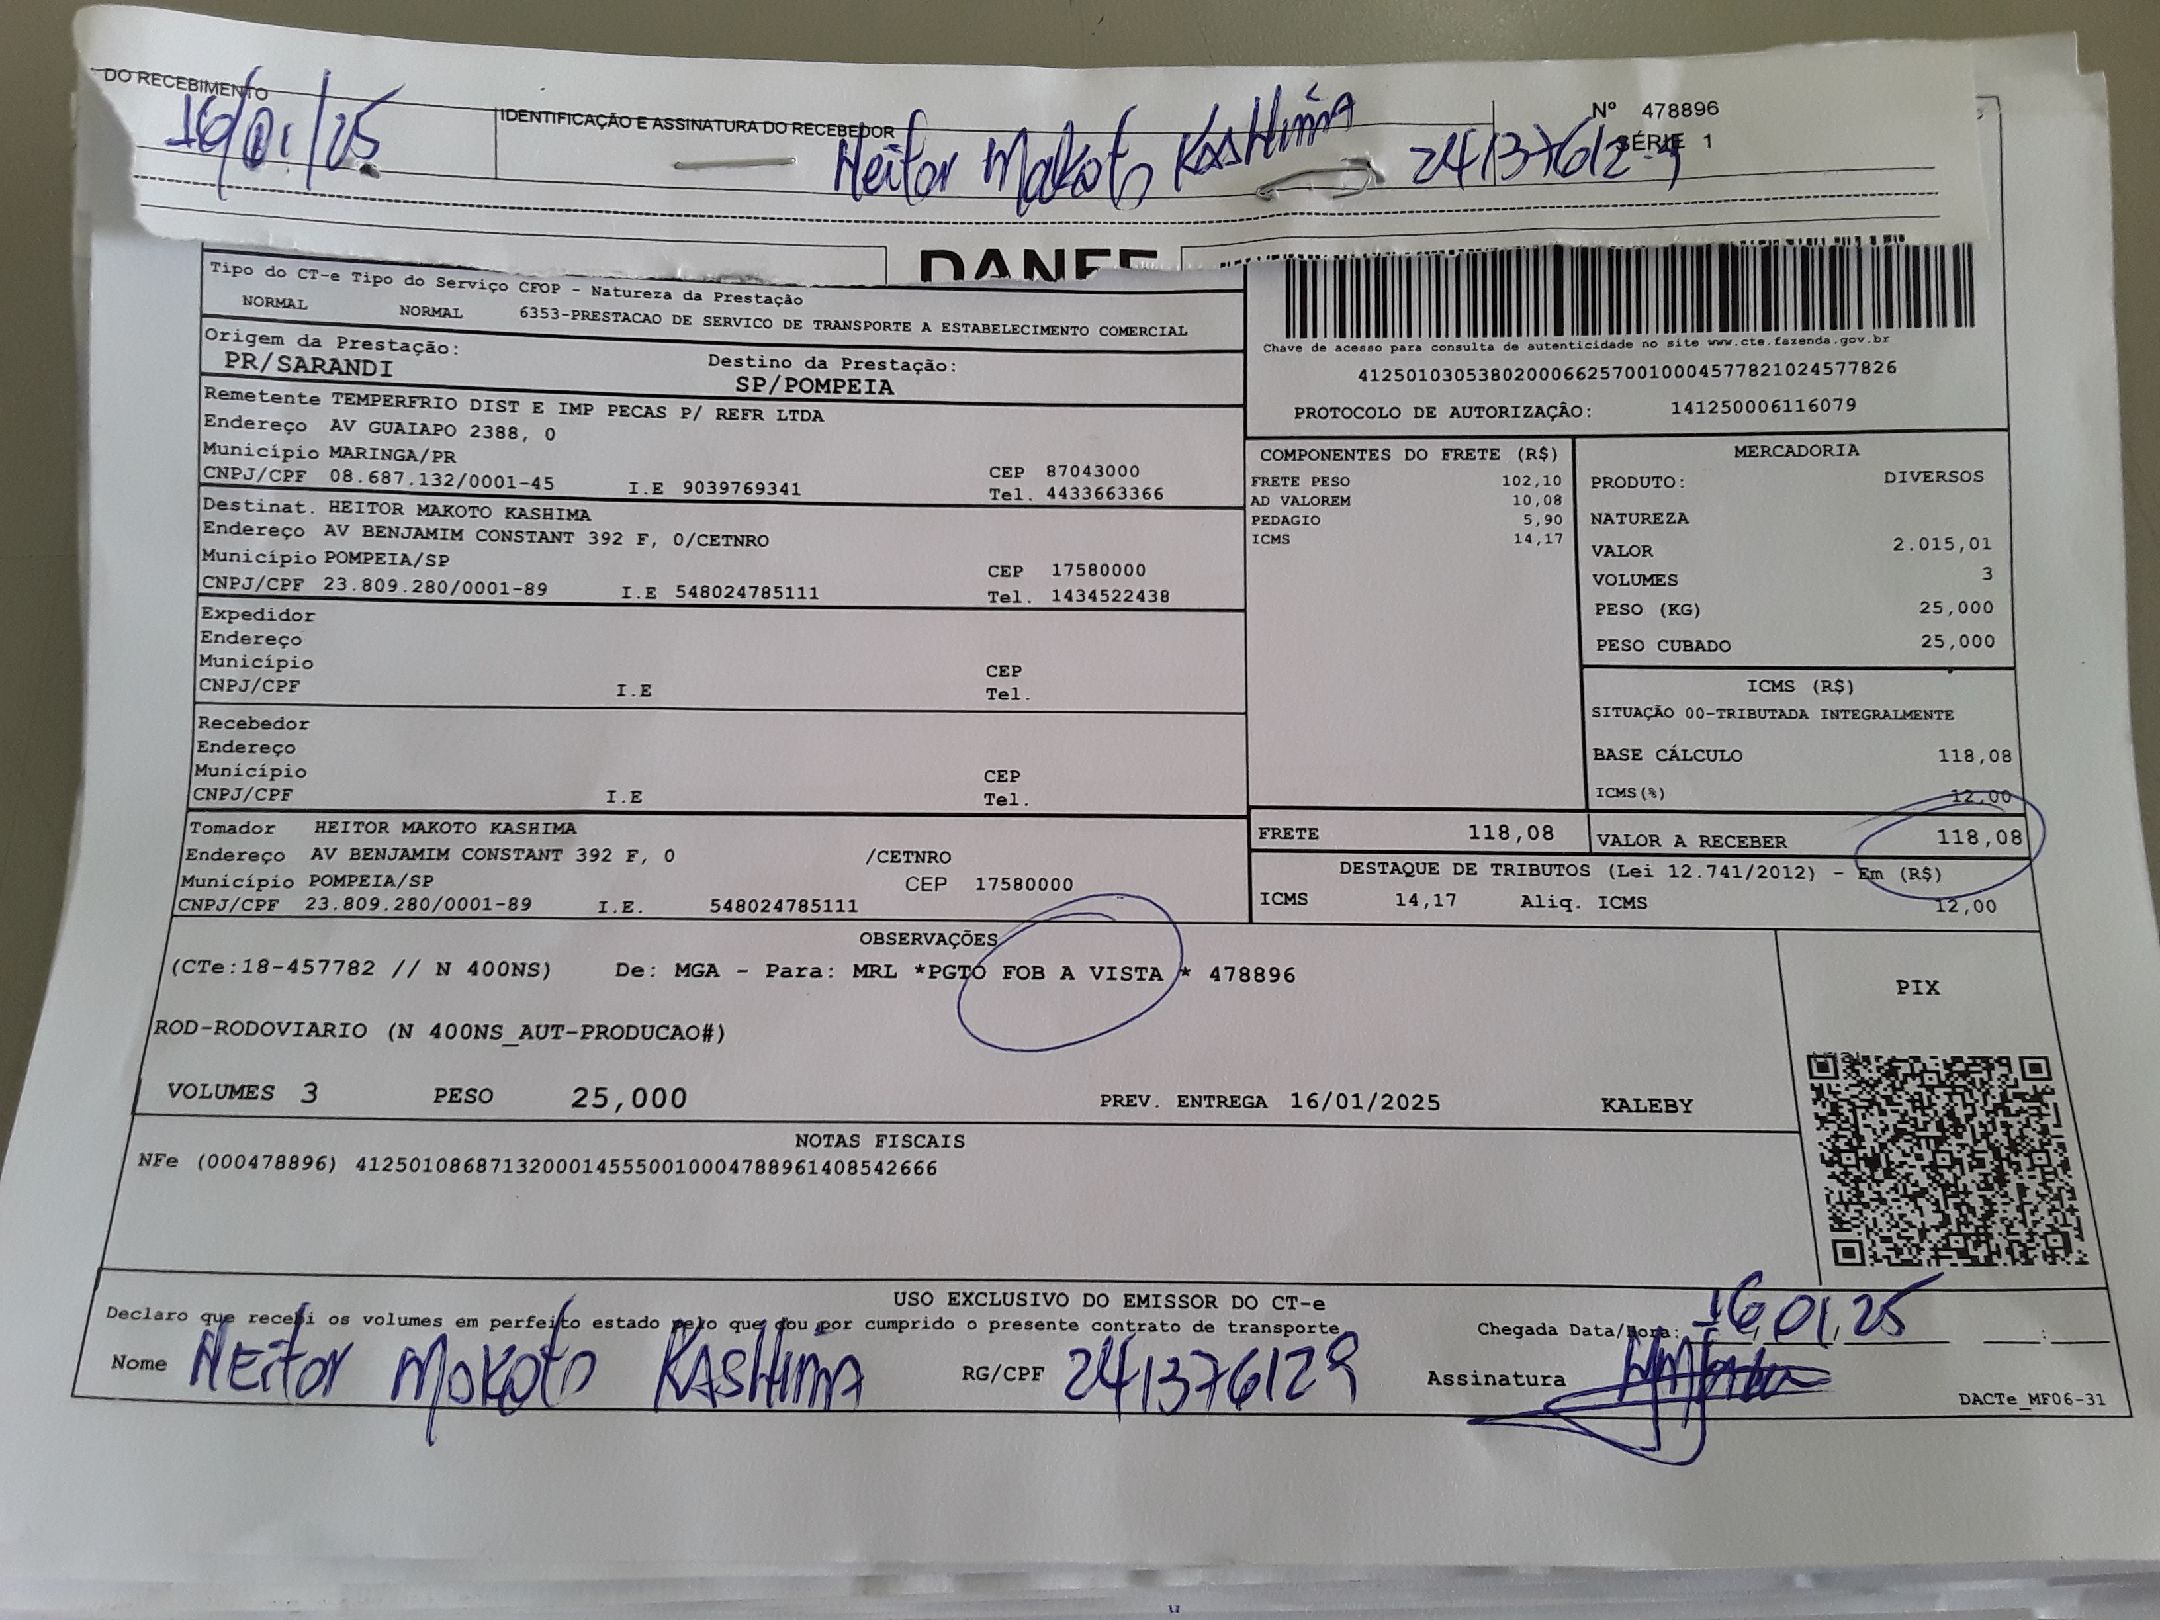 DO RECEBIMENTO
16/01/25
IDENTIFICAÇÃO E ASSINATURA DO RECEBEDOR
Heitor Makoto Kashima 24137612-9
Nº 478896
SÉRIE 1
DANFE
Tipo do CT-e Tipo do Serviço CFOP - Natureza da Prestação
NORMAL NORMAL 6353-PRESTACAO DE SERVICO DE TRANSPORTE A ESTABELECIMENTO COMERCIAL
Origem da Prestação: Destino da Prestação:
PR/SARANDI SP/POMPEIA
Chave de acesso para consulta de autenticidade no site www.cte.fazenda.gov.br
41250103053802000662570010004577821024577826
PROTOCOLO DE AUTORIZAÇÃO: 141250006116079
Remetente TEMPERFRIO DIST E IMP PECAS P/ REFR LTDA
Endereço AV GUAIAPO 2388, 0
Município MARINGA/PR CEP 87043000
CNPJ/CPF 08.687.132/0001-45 I.E 9039769341 Tel. 4433663366
Destinat. HEITOR MAKOTO KASHIMA
Endereço AV BENJAMIM CONSTANT 392 F, 0/CETNRO
Município POMPEIA/SP CEP 17580000
CNPJ/CPF 23.809.280/0001-89 I.E 548024785111 Tel. 1434522438
Expedidor
Endereço
Município CEP
CNPJ/CPF I.E Tel.
Recebedor
Endereço
Município CEP
CNPJ/CPF I.E Tel.
Tomador HEITOR MAKOTO KASHIMA
Endereço AV BENJAMIM CONSTANT 392 F, 0 /CETNRO
Município POMPEIA/SP CEP 17580000
CNPJ/CPF 23.809.280/0001-89 I.E. 548024785111
COMPONENTES DO FRETE (R$)
FRETE PESO 102,10
AD VALOREM 10,08
PEDAGIO 5,90
ICMS 14,17
MERCADORIA
PRODUTO: DIVERSOS
NATUREZA
VALOR 2.015,01
VOLUMES 3
PESO (KG) 25,000
PESO CUBADO 25,000
ICMS (R$)
SITUAÇÃO 00-TRIBUTADA INTEGRALMENTE
BASE CÁLCULO 118,08
ICMS(%) 12,00
FRETE 118,08 VALOR A RECEBER 118,08
DESTAQUE DE TRIBUTOS (Lei 12.741/2012) - Em (R$)
ICMS 14,17 Aliq. ICMS 12,00
OBSERVAÇÕES
(CTe:18-457782 // N 400NS) De: MGA - Para: MRL *PGTO FOB A VISTA * 478896
ROD-RODOVIARIO (N 400NS_AUT-PRODUCAO#)
VOLUMES 3 PESO 25,000 PREV. ENTREGA 16/01/2025 KALEBY
PIX
NOTAS FISCAIS
NFe (000478896) 41250108687132000145550010004788961408542666
USO EXCLUSIVO DO EMISSOR DO CT-e
Declaro que recebi os volumes em perfeito estado pelo que dou por cumprido o presente contrato de transporte
Chegada Data/Hora: 16,01,25 :
Nome Heitor Makoto Kashima RG/CPF 241376129 Assinatura
DACTe_MF06-31